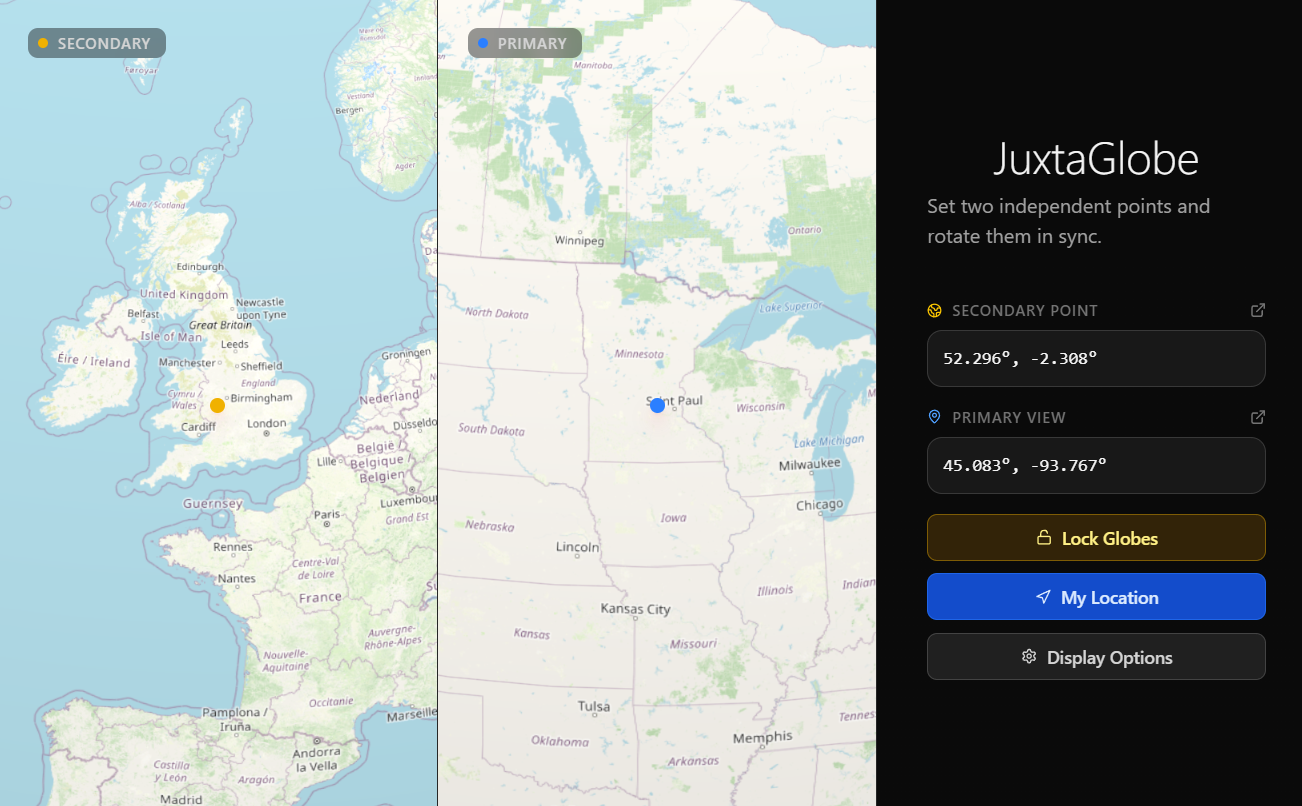 SECONDARY
Føroyar
Bergen
Vestland
Agder
Alba / Scotland
Edinburgh
United Kingdom
Newcastle
upon Tyne
Belfast
Great Britain
Isle of Man
Leeds
Éire / Ireland
Manchester
Sheffield
England
Cymru /
Wales
Birmingham
Cardiff
London
Groningen
Nederland
Düsseldo
België /
Belgique /
Belgien
Lille
Luxembou
Guernsey
Paris
Grand Est
Rennes
Nantes
Centre-Val
de Loire
France
Auvergne-
Rhône-Alpes
Nouvelle-
Aquitaine
Occitanie
Marseille
Pamplona /
Iruña
Andorra
la Vella
Castilla
y León
Aragón
Madrid
PRIMARY
Manitoba
Winnipeg
Ontario
North Dakota
Lake Superior
Minnesota
Saint Paul
Wisconsin
South Dakota
Lake Michigan
Milwaukee
Chicago
Iowa
Nebraska
Lincoln
Illinois
Indian
Kansas City
Kansas
Missouri
Tulsa
Tennes
Oklahoma
Memphis
Arkansas
JuxtaGlobe
Set two independent points and
rotate them in sync.
SECONDARY POINT
52.296°, -2.308°
PRIMARY VIEW
45.083°, -93.767°
Lock Globes
My Location
Display Options